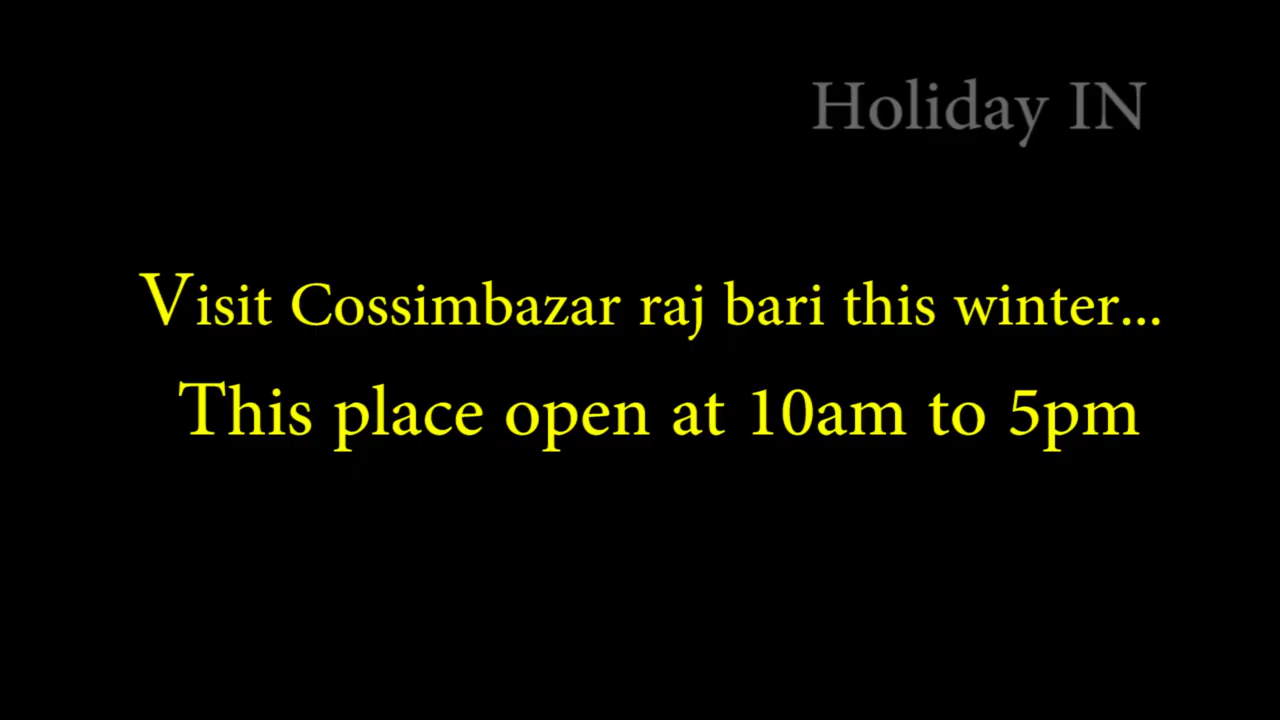 Holiday IN
Visit Cossimbazar raj bari this winter...
This place open at 10am to 5pm